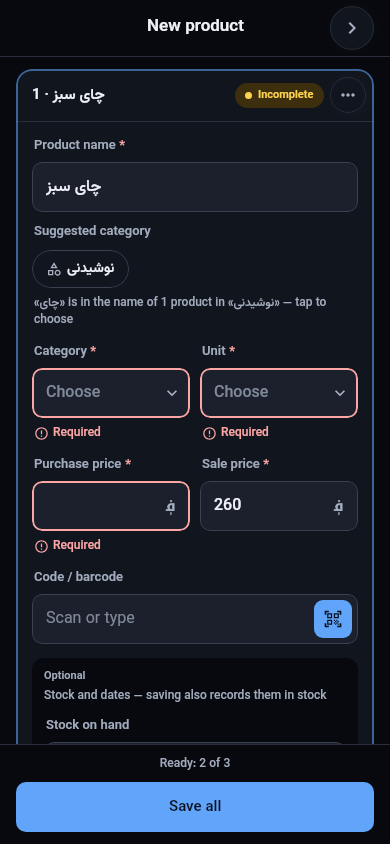 New product
1 · چای سبز
Incomplete
Product name *
چای سبز
Suggested category
نوشیدنی
«چای» is in the name of 1 product in «نوشیدنی» — tap to
choose
Category * Unit *
Choose Choose
Required Required
Purchase price * Sale price *
؋ 260 ؋
Required
Code / barcode
Scan or type
Optional
Stock and dates — saving also records them in stock
Stock on hand
Ready: 2 of 3
Save all